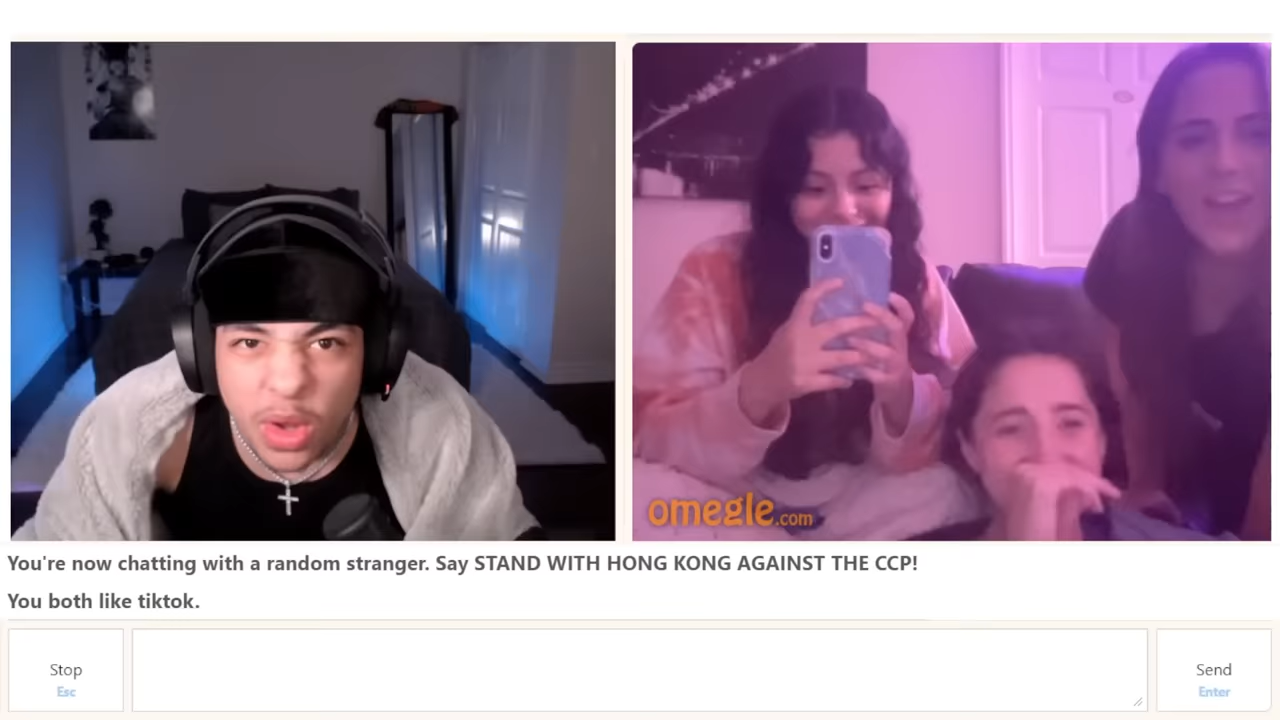 omegle.com
You're now chatting with a random stranger. Say STAND WITH HONG KONG AGAINST THE CCP!
You both like tiktok.
Stop
Esc
Send
Enter